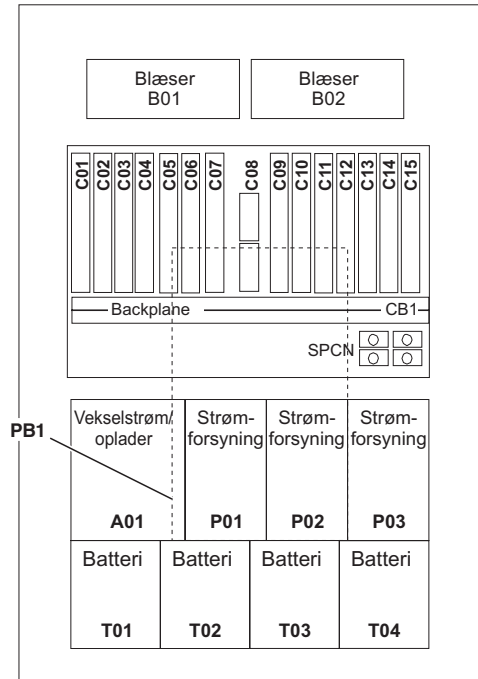 Blæser
B01
Blæser
B02
C01
C02
C03
C04
C05
C06
C07
C08
C09
C10
C11
C12
C13
C14
C15
Backplane
CB1
SPCN
PB1
Vekselstrøm/
oplader
A01
Strøm-
forsyning
P01
Strøm-
forsyning
P02
Strøm-
forsyning
P03
Batteri
T01
Batteri
T02
Batteri
T03
Batteri
T04